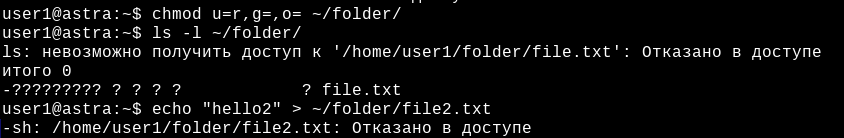 user1@astra:~$ chmod u=r,g=,o= ~/folder/
user1@astra:~$ ls -l ~/folder/
ls: невозможно получить доступ к '/home/user1/folder/file.txt': Отказано в доступе
итого 0
-????????? ? ? ? ?            ? file.txt
user1@astra:~$ echo "hello2" > ~/folder/file2.txt
-sh: /home/user1/folder/file2.txt: Отказано в доступе